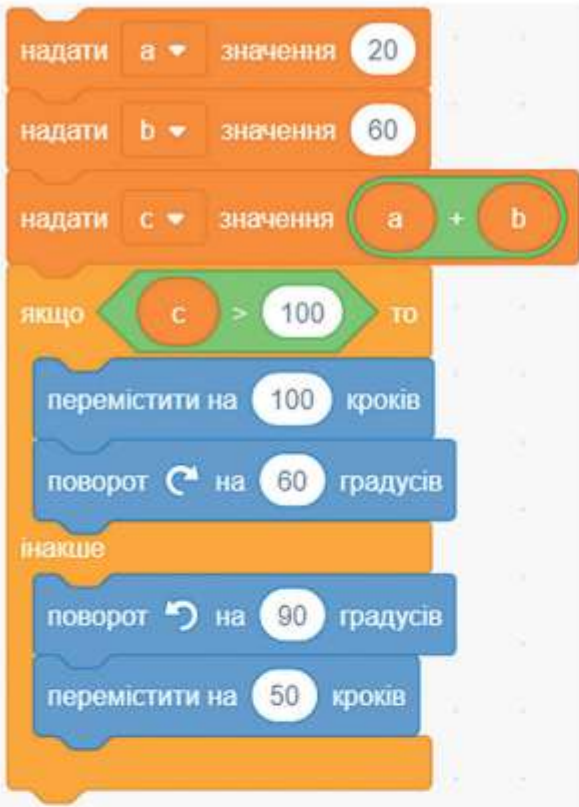 надати a значення 20
надати b значення 60
надати c значення a + b
якщо c > 100 то
перемістити на 100 кроків
поворот на 60 градусів
інакше
поворот на 90 градусів
перемістити на 50 кроків